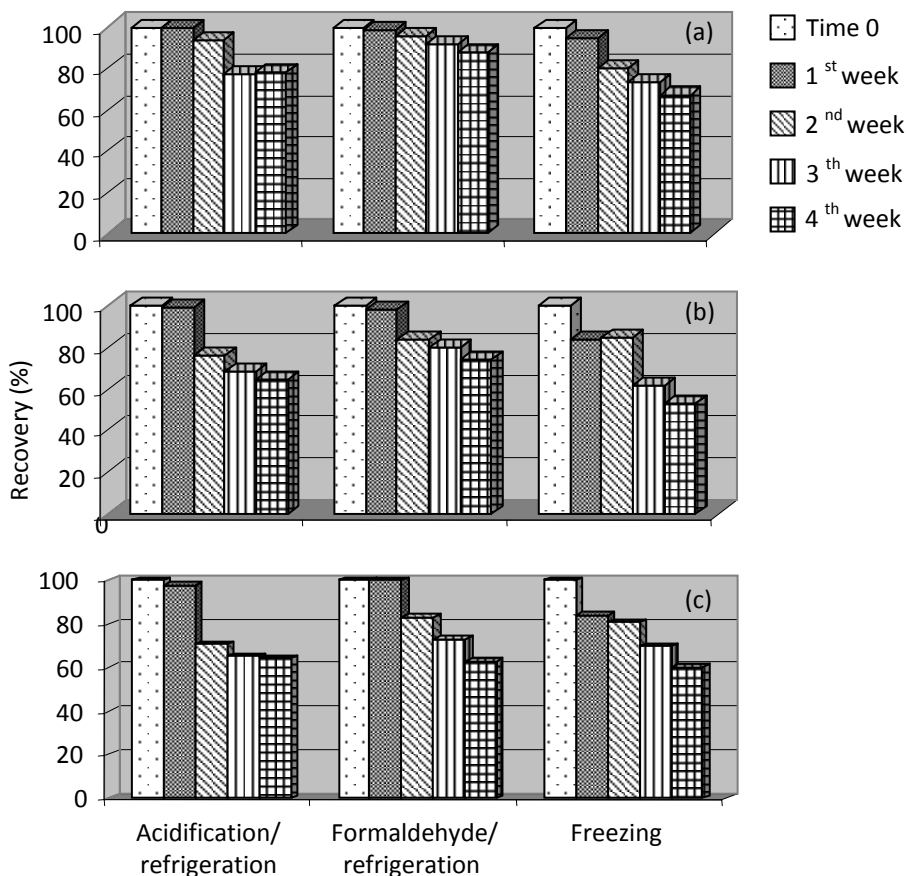 100
80
60
40
20
0
(a)
Time 0
1 st week
2 nd week
3 th week
4 th week
Recovery (%)
100
80
60
40
20
0
(b)
100
80
60
40
20
0
(c)
Acidification/
refrigeration
Formaldehyde/
refrigeration
Freezing